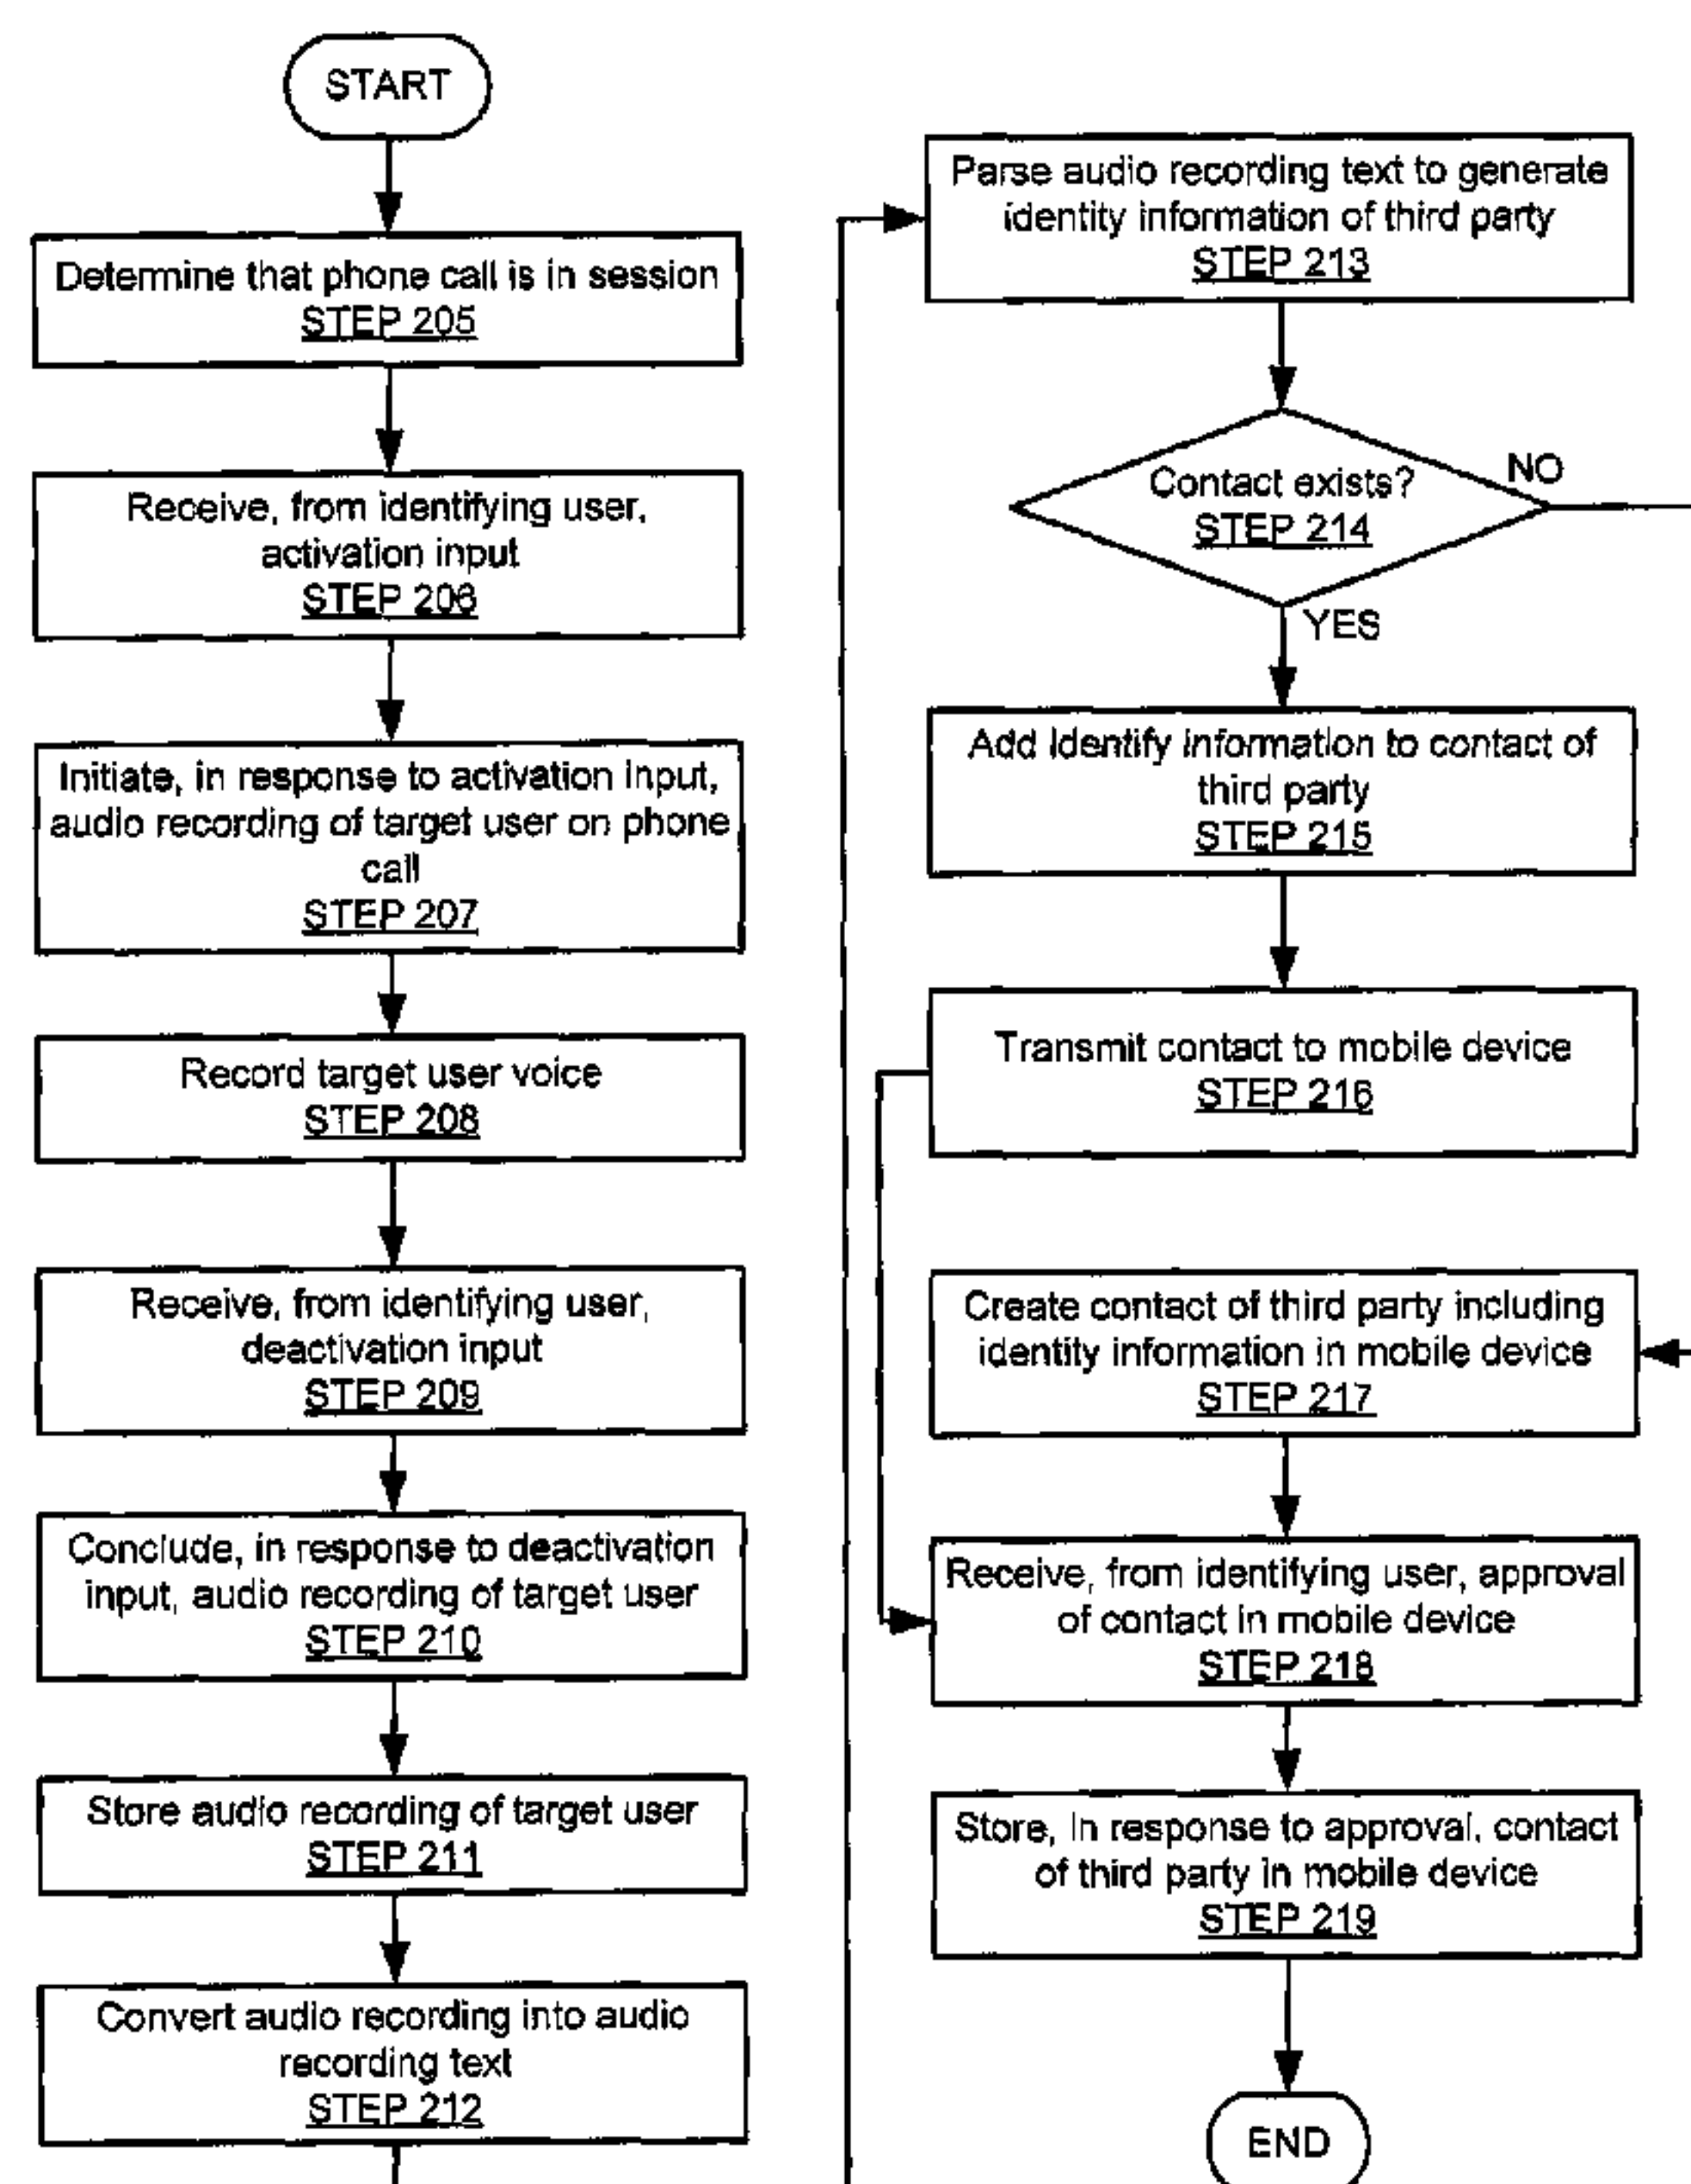 START
Determine that phone call is in session
STEP 205
Receive, from identifying user,
activation input
STEP 206
Initiate, in response to activation input,
audio recording of target user on phone
call
STEP 207
Record target user voice
STEP 208
Receive, from identifying user,
deactivation input
STEP 209
Conclude, in response to deactivation
input, audio recording of target user
STEP 210
Store audio recording of target user
STEP 211
Convert audio recording into audio
recording text
STEP 212
Parse audio recording text to generate
identity information of third party
STEP 213
Contact exists?
STEP 214
NO
YES
Add identify information to contact of
third party
STEP 215
Transmit contact to mobile device
STEP 216
Create contact of third party including
identity information in mobile device
STEP 217
Receive, from identifying user, approval
of contact in mobile device
STEP 218
Store, in response to approval, contact
of third party in mobile device
STEP 219
END